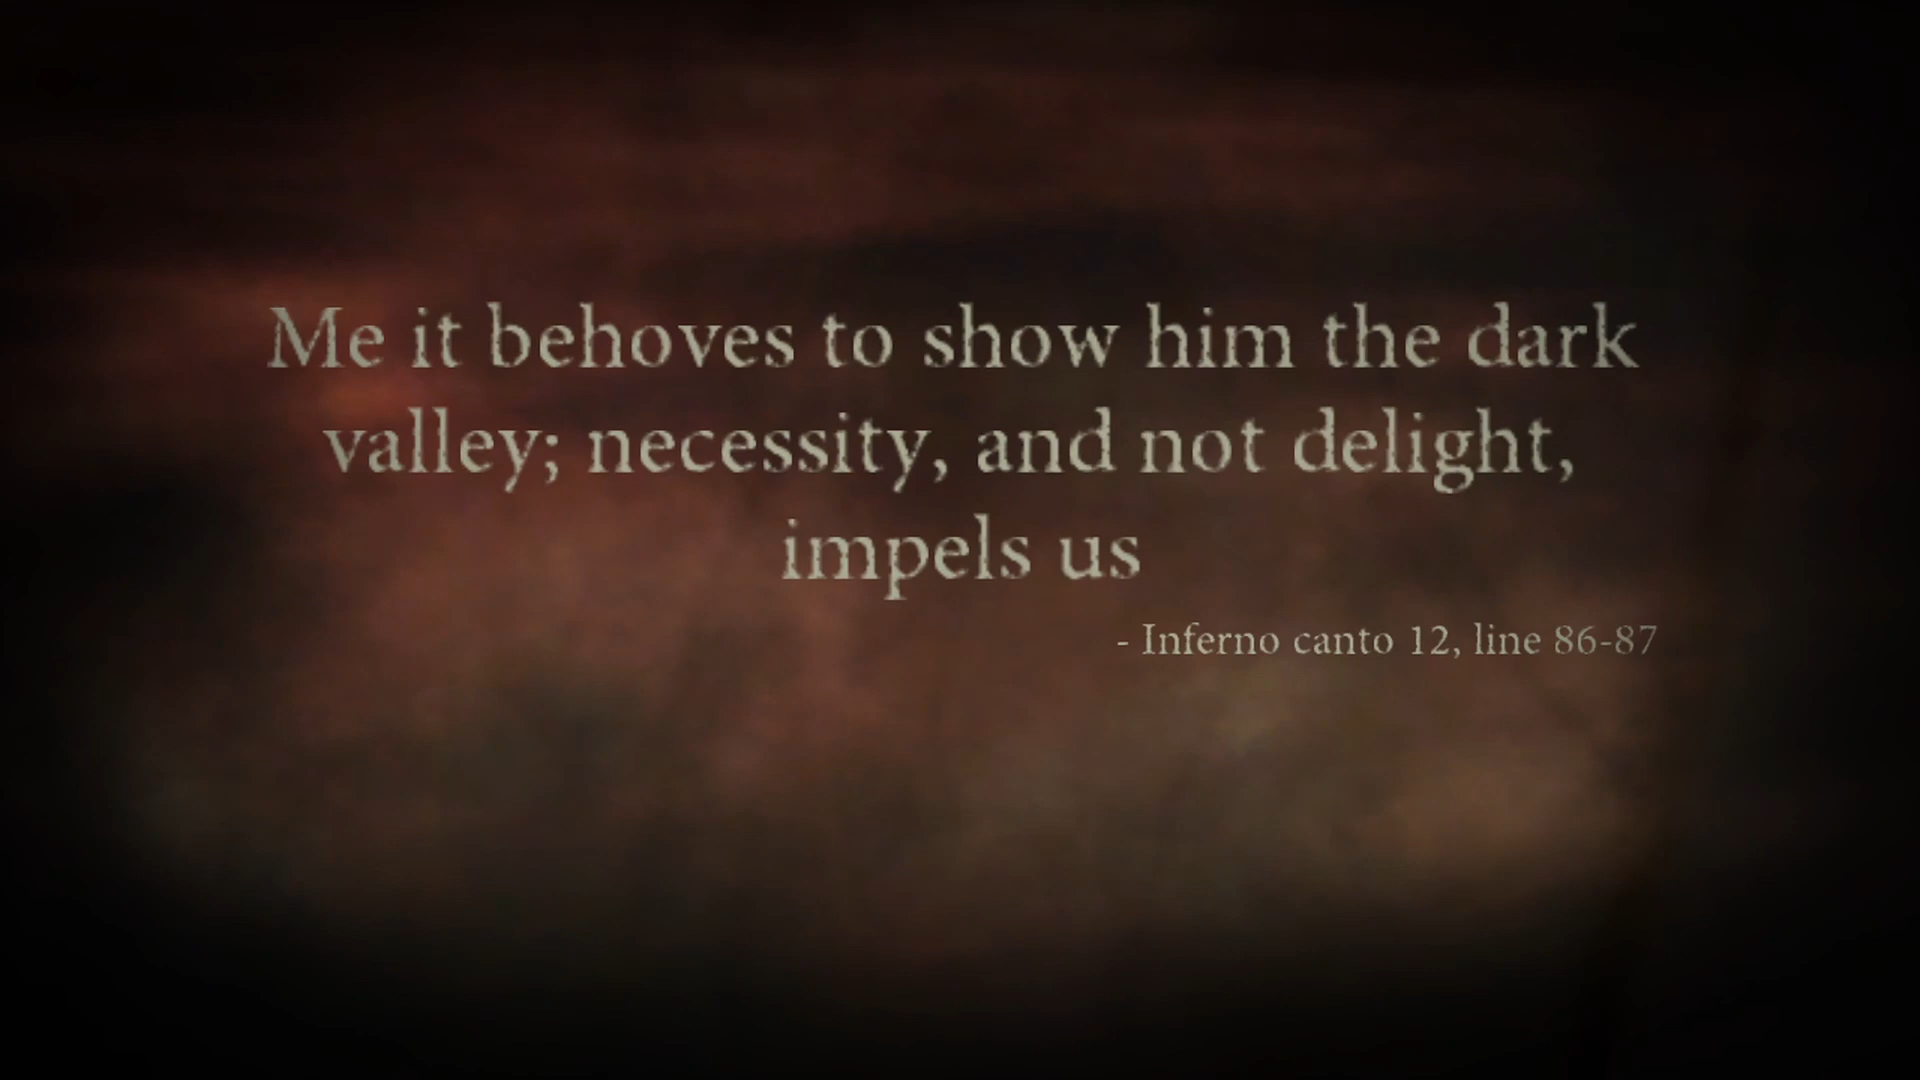 Me it behoves to show him the dark
valley; necessity, and not delight,
impels us
- Inferno canto 12, line 86-87